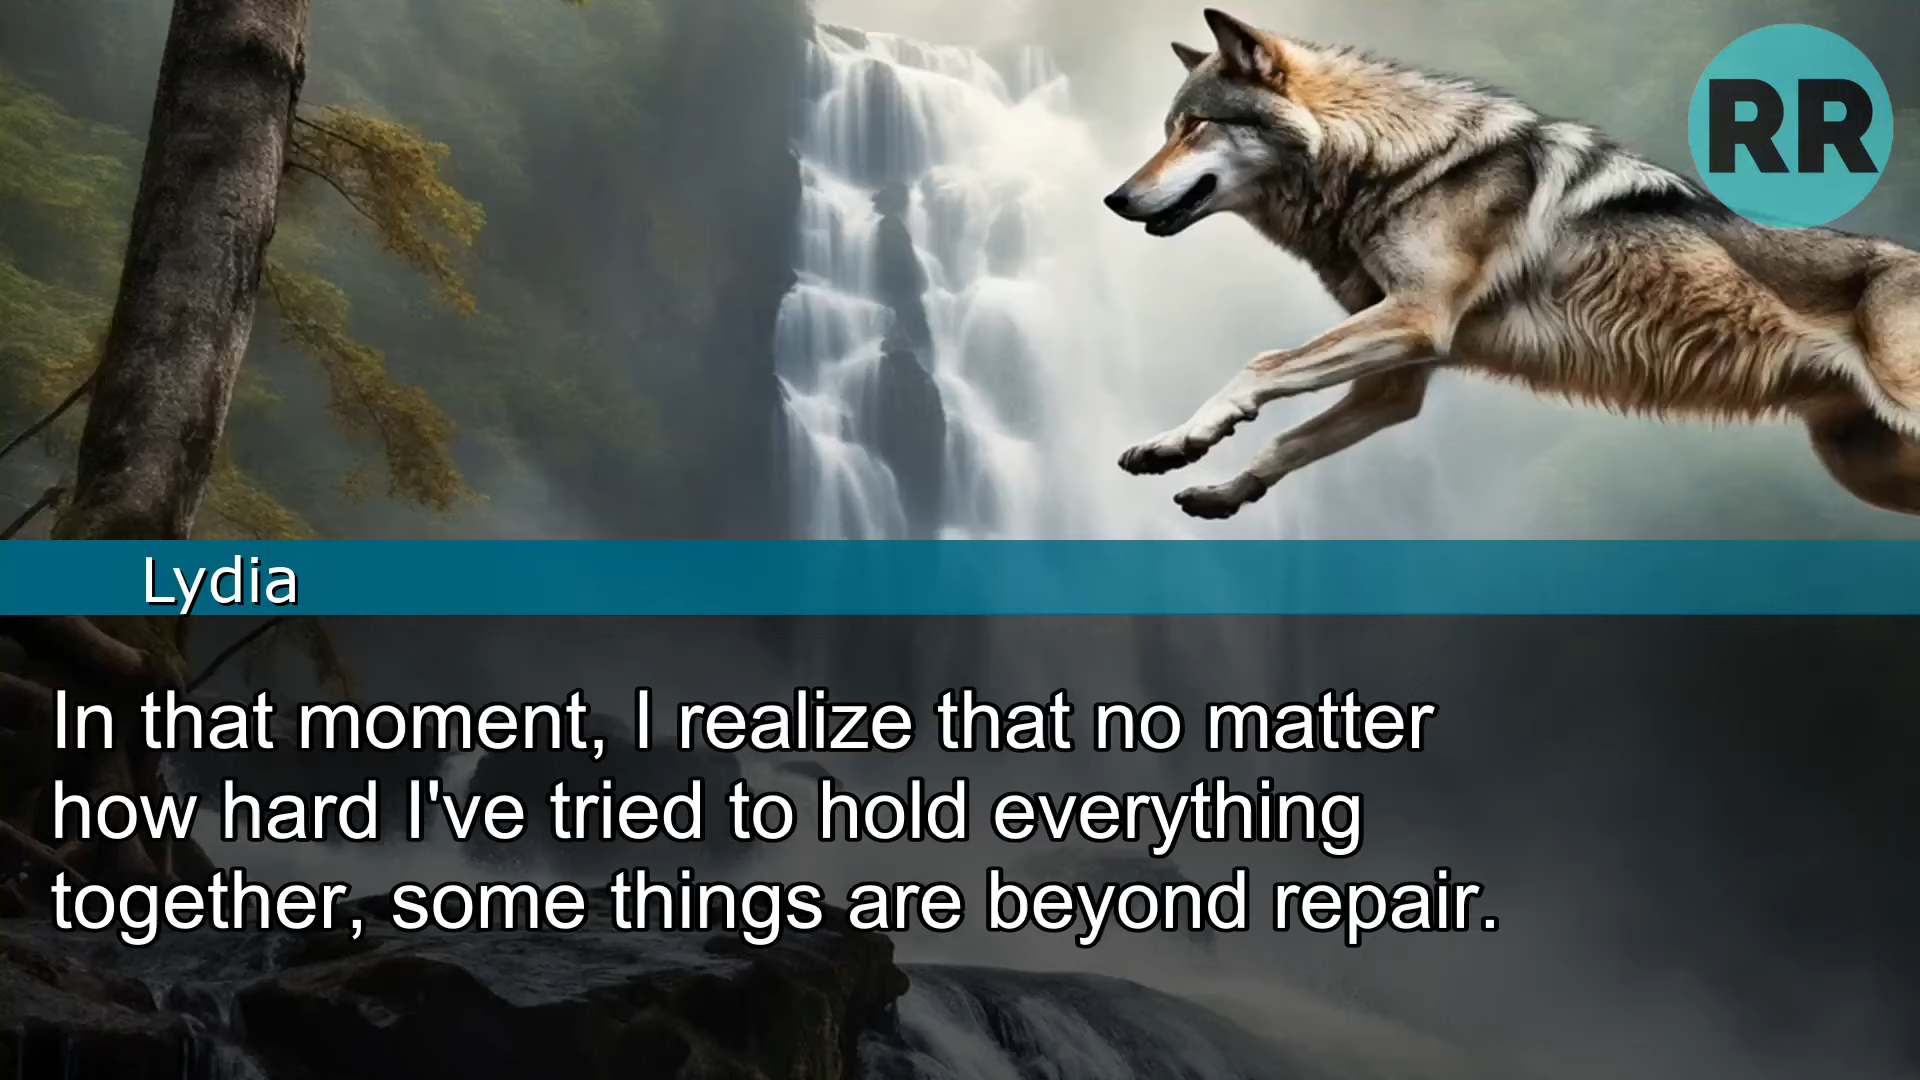 RR
Lydia
In that moment, I realize that no matter
how hard I've tried to hold everything
together, some things are beyond repair.